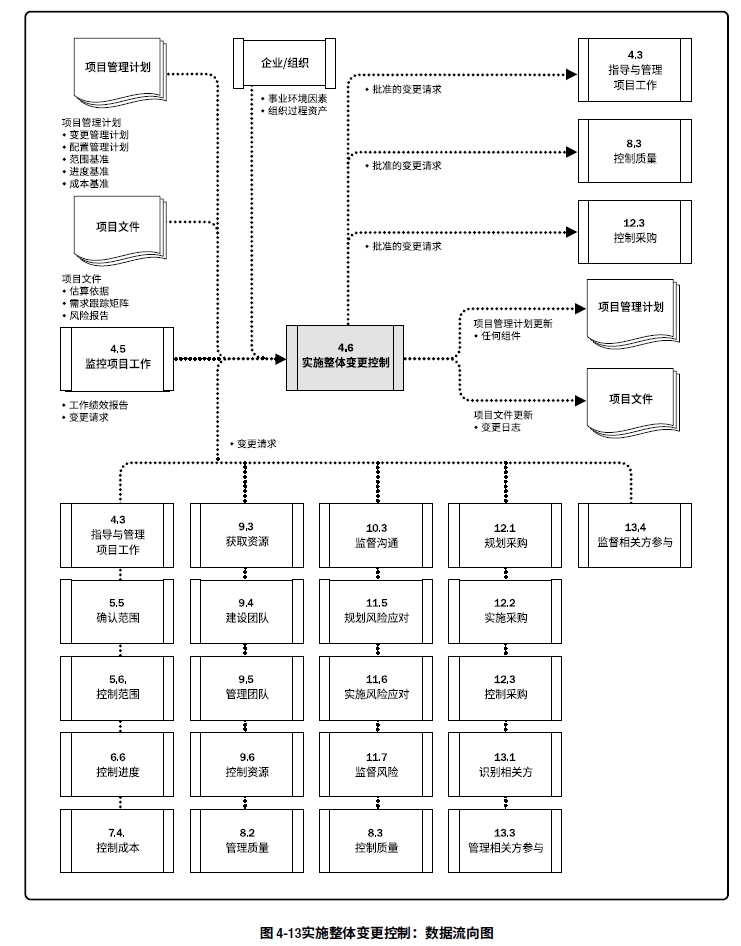 项目管理计划
项目管理计划
• 变更管理计划
• 配置管理计划
• 范围基准
• 进度基准
• 成本基准
项目文件
项目文件
• 估算依据
• 需求跟踪矩阵
• 风险报告
4.5
监控项目工作
• 工作绩效报告
• 变更请求
企业/组织
• 事业环境因素
• 组织过程资产
4.6
实施整体变更控制
• 批准的变更请求
4.3
指导与管理
项目工作
• 批准的变更请求
8.3
控制质量
• 批准的变更请求
12.3
控制采购
项目管理计划更新
• 任何组件
项目管理计划
项目文件更新
• 变更日志
项目文件
• 变更请求
4.3
指导与管理
项目工作
5.5
确认范围
5.6.
控制范围
6.6
控制进度
7.4.
控制成本
9.3
获取资源
9.4
建设团队
9.5
管理团队
9.6
控制资源
8.2
管理质量
10.3
监督沟通
11.5
规划风险应对
11.6
实施风险应对
11.7
监督风险
8.3
控制质量
12.1
规划采购
12.2
实施采购
12.3
控制采购
13.1
识别相关方
13.3
管理相关方参与
13.4
监督相关方参与
图 4-13实施整体变更控制：数据流向图